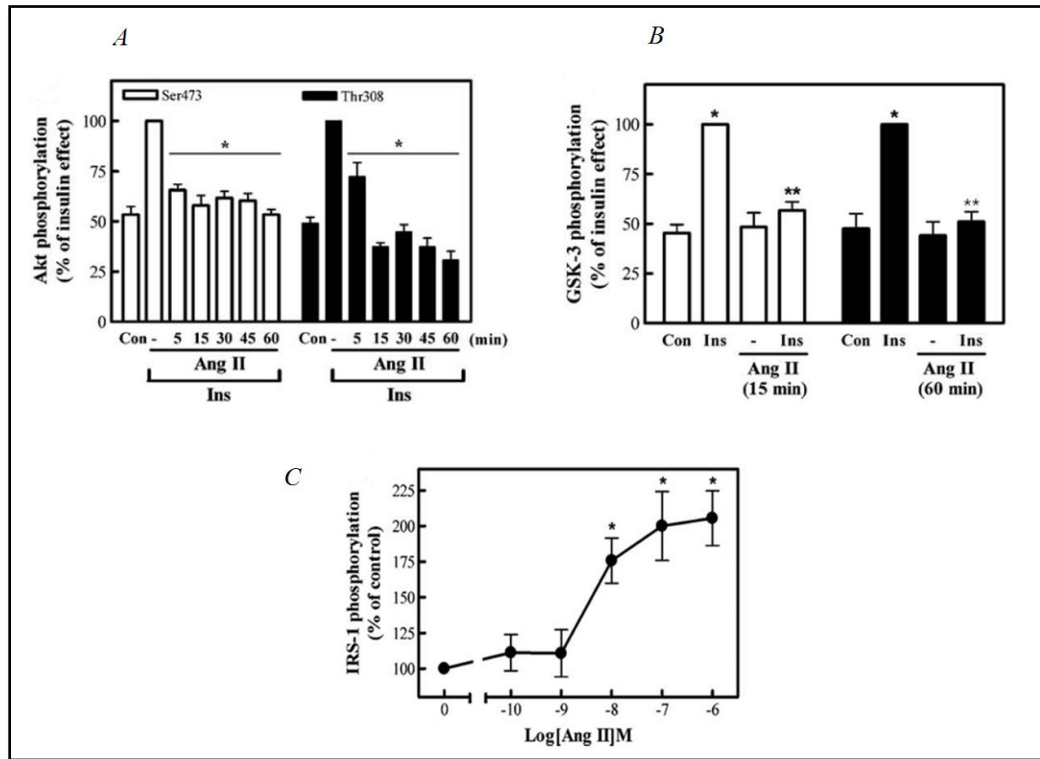 A
Ser473 Thr308
*
*
Akt phosphorylation
(% of insulin effect)
100
75
50
25
0
Con - 5 15 30 45 60 Con - 5 15 30 45 60 (min)
Ang II Ang II
Ins Ins
B
GSK-3 phosphorylation
(% of insulin effect)
100
75
50
25
0
*
*
**
**
Con Ins - Ins Con Ins - Ins
Ang II Ang II
(15 min) (60 min)
C
IRS-1 phosphorylation
(% of control)
225
200
175
150
125
100
*
*
*
0 -10 -9 -8 -7 -6
Log[Ang II]M